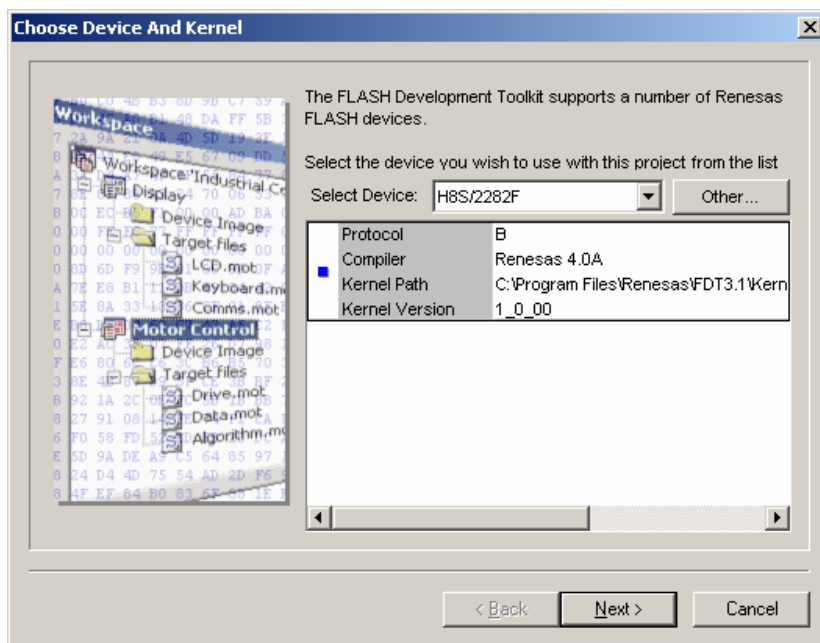 Choose Device And Kernel
Workspace
Workspace 'Industrial Co
Display
Device Image
Target files
LCD.mot
Keyboard.m
Comms.mot
Motor Control
Device Image
Target files
Drive.mot
Data.mot
Algorithm.mo
The FLASH Development Toolkit supports a number of Renesas
FLASH devices.
Select the device you wish to use with this project from the list
Select Device: H8S/2282F Other...
Protocol B
Compiler Renesas 4.0A
Kernel Path C:\Program Files\Renesas\FDT3.1\Kern
Kernel Version 1_0_00
< Back Next > Cancel